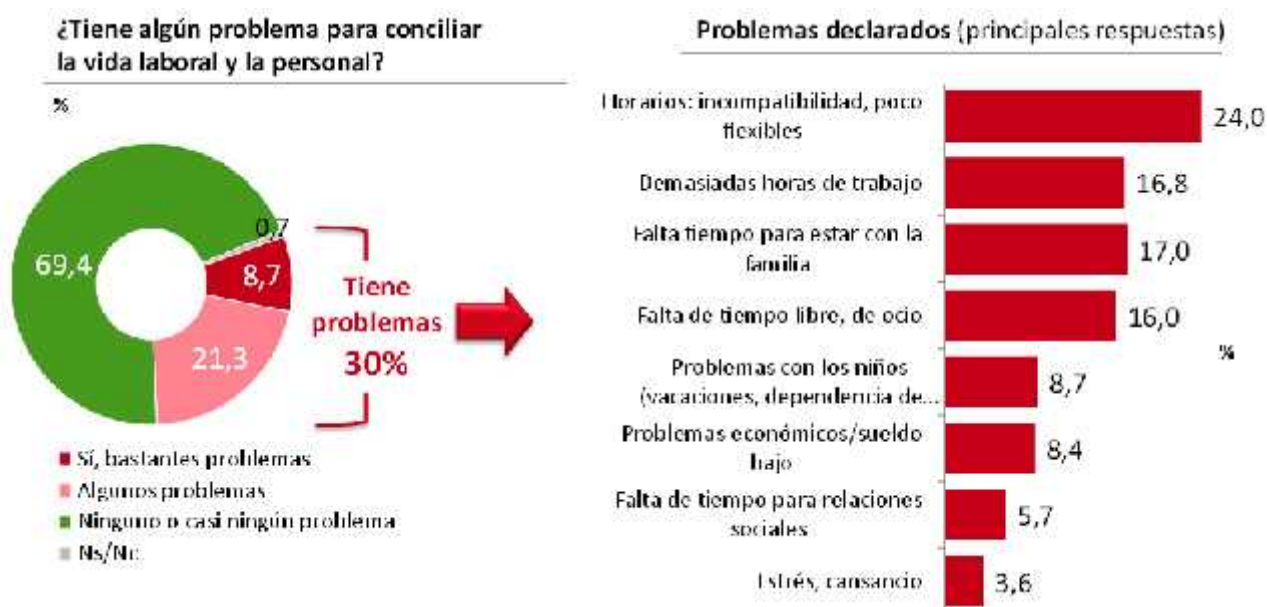 ¿Tiene algún problema para conciliar
la vida laboral y la personal?
%
69,4
0,7
8,7
21,3
Tiene
problemas
30%
Sí, bastantes problemas
Algunos problemas
Ninguno o casi ningún problema
Ns/Nc
Problemas declarados (principales respuestas)
Horarios: incompatibilidad, poco
flexibles
24,0
Demasiadas horas de trabajo
16,8
Falta tiempo para estar con la
familia
17,0
Falta de tiempo libre, de ocio
16,0
%
Problemas con los niños
(vacaciones, dependencia de...
8,7
Problemas económicos/sueldo
bajo
8,4
Falta de tiempo para relaciones
sociales
5,7
Estrés, cansancio
3,6